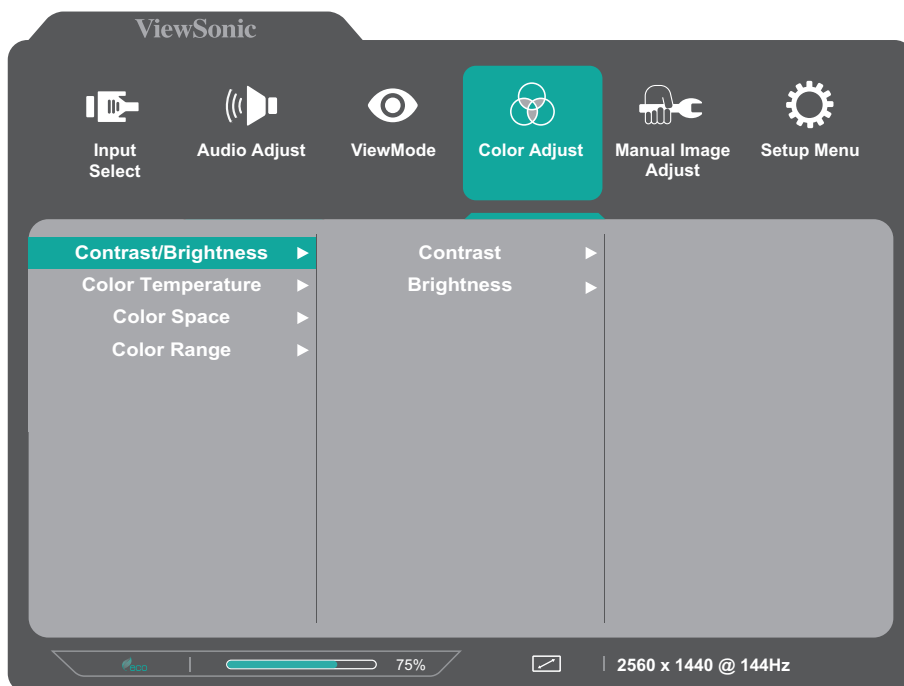 ViewSonic
Input
Select
Audio Adjust
ViewMode
Color Adjust
Manual Image
Adjust
Setup Menu
Contrast/Brightness
Color Temperature
Color Space
Color Range
Contrast
Brightness
eco
75%
2560 x 1440 @ 144Hz